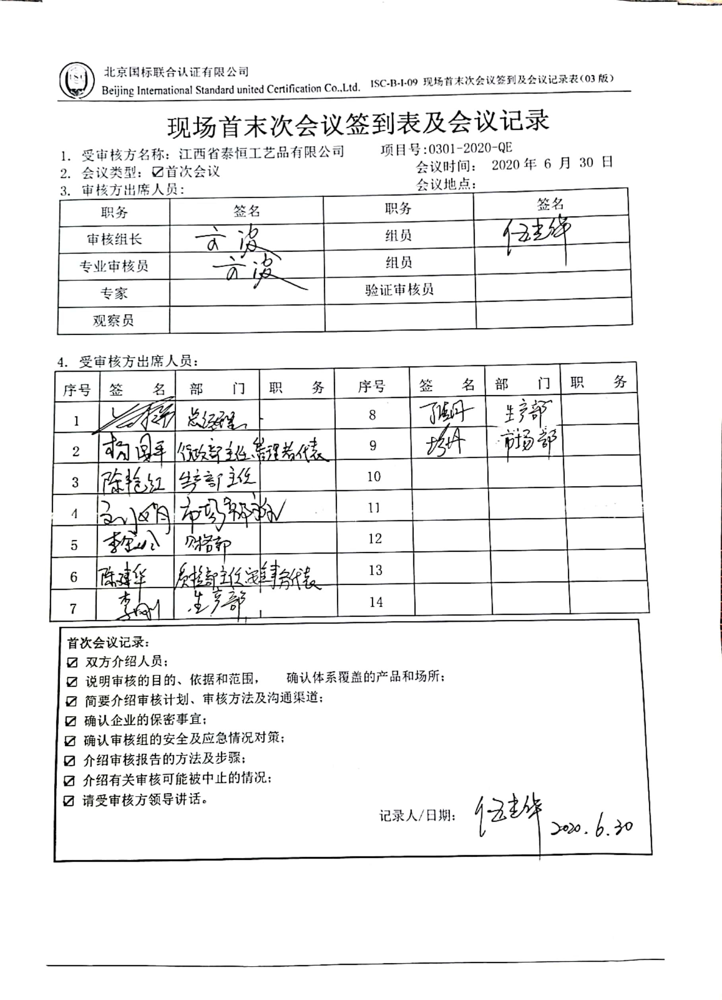 北京国标联合认证有限公司
Beijing International Standard united Certification Co.,Ltd. ISC-B-I-09 现场首末次会议签到及会议记录表(03 版)
现场首末次会议签到表及会议记录
1. 受审核方名称: 江西省泰恒工艺品有限公司 项目号:0301-2020-QE
2. 会议类型: ☑首次会议 会议时间: 2020 年 6 月 30 日
3. 审核方出席人员: 会议地点:
职务 签名 职务 签名
审核组长 组员
专业审核员 组员
专家 验证审核员
观察员
4. 受审核方出席人员:
序号 签 名 部 门 职 务 序号 签 名 部 门 职 务
1 总经理 8 生产部
2 行政部主任、管理者代表 9 市场部
3 陈艳红 生产部主任 10
4 市场部主任 11
5 财务部 12
6 陈建华 质检部主任 事务代表 13
7 李刚 生产部 14
首次会议记录:
☑ 双方介绍人员;
☑ 说明审核的目的、依据和范围, 确认体系覆盖的产品和场所;
☑ 简要介绍审核计划、审核方法及沟通渠道;
☑ 确认企业的保密事宜;
☑ 确认审核组的安全及应急情况对策;
☑ 介绍审核报告的方法及步骤;
☑ 介绍有关审核可能被中止的情况;
☑ 请受审核方领导讲话。
记录人/日期: 2020.6.30